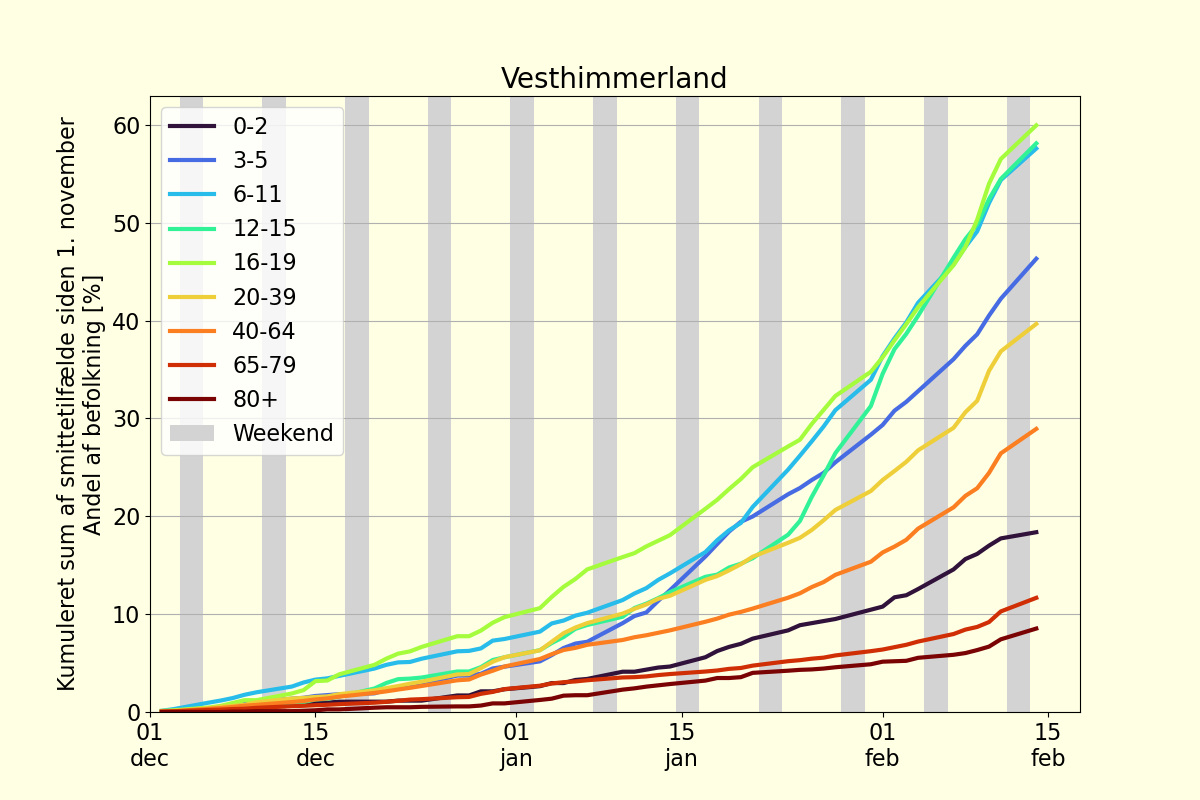 Vesthimmerland
Kumuleret sum af smittetilfælde siden 1. november
Andel af befolkning [%]
60
50
40
30
20
10
0
0-2
3-5
6-11
12-15
16-19
20-39
40-64
65-79
80+
Weekend
01 15 01 15 01 15
dec dec jan jan feb feb